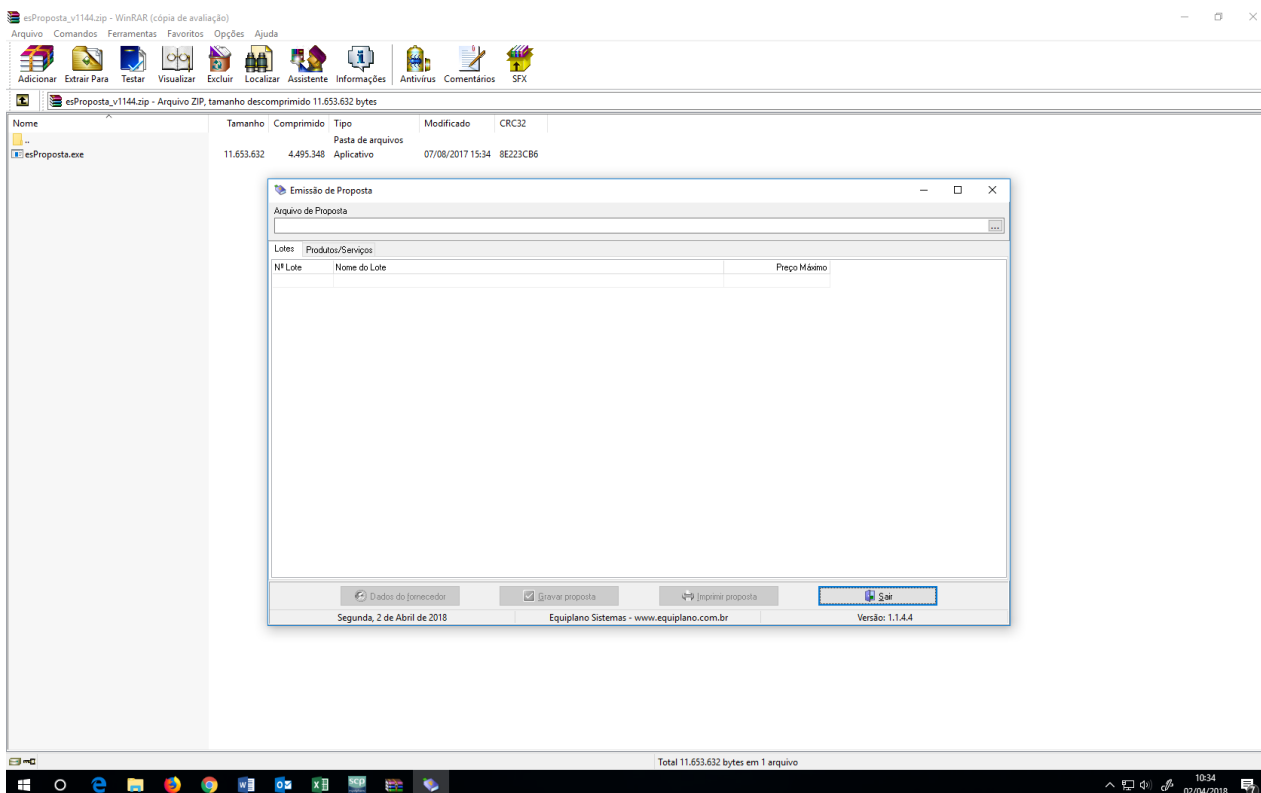 esProposta_v1144.zip - WinRAR (cópia de avaliação)
Arquivo Comandos Ferramentas Favoritos Opções Ajuda
Adicionar Extrair Para Testar Visualizar Excluir Localizar Assistente Informações Antivírus Comentários SFX
esProposta_v1144.zip - Arquivo ZIP, tamanho descomprimido 11.653.632 bytes
Nome Tamanho Comprimido Tipo Modificado CRC32
.. Pasta de arquivos
esProposta.exe 11.653.632 4.495.348 Aplicativo 07/08/2017 15:34 8E223CB6
Emissão de Proposta
Arquivo de Proposta
...
Lotes Produtos/Serviços
Nº Lote Nome do Lote Preço Máximo
Dados do fornecedor Gravar proposta Imprimir proposta Sair
Segunda, 2 de Abril de 2018 Equiplano Sistemas - www.equiplano.com.br Versão: 1.1.4.4
Total 11.653.632 bytes em 1 arquivo
scp
10:34
02/04/2018
7